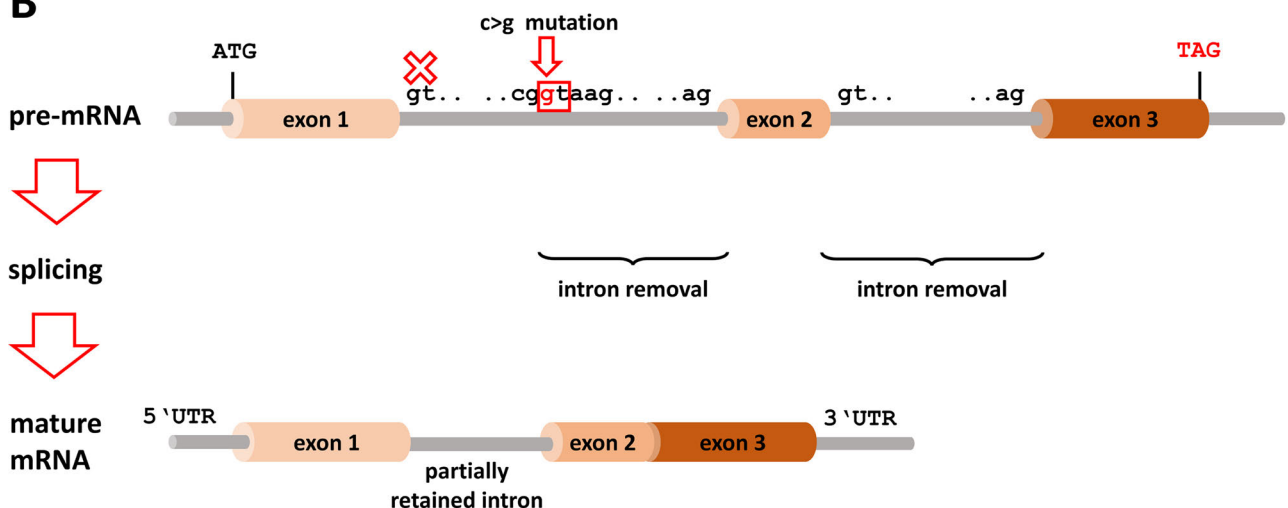 B
c>g mutation
ATG
TAG
gt.. ..cggtaag.. ..ag
gt.. ..ag
pre-mRNA
exon 1
exon 2
exon 3
splicing
intron removal
intron removal
mature
mRNA
5‘UTR
exon 1
exon 2
exon 3
3‘UTR
partially
retained intron